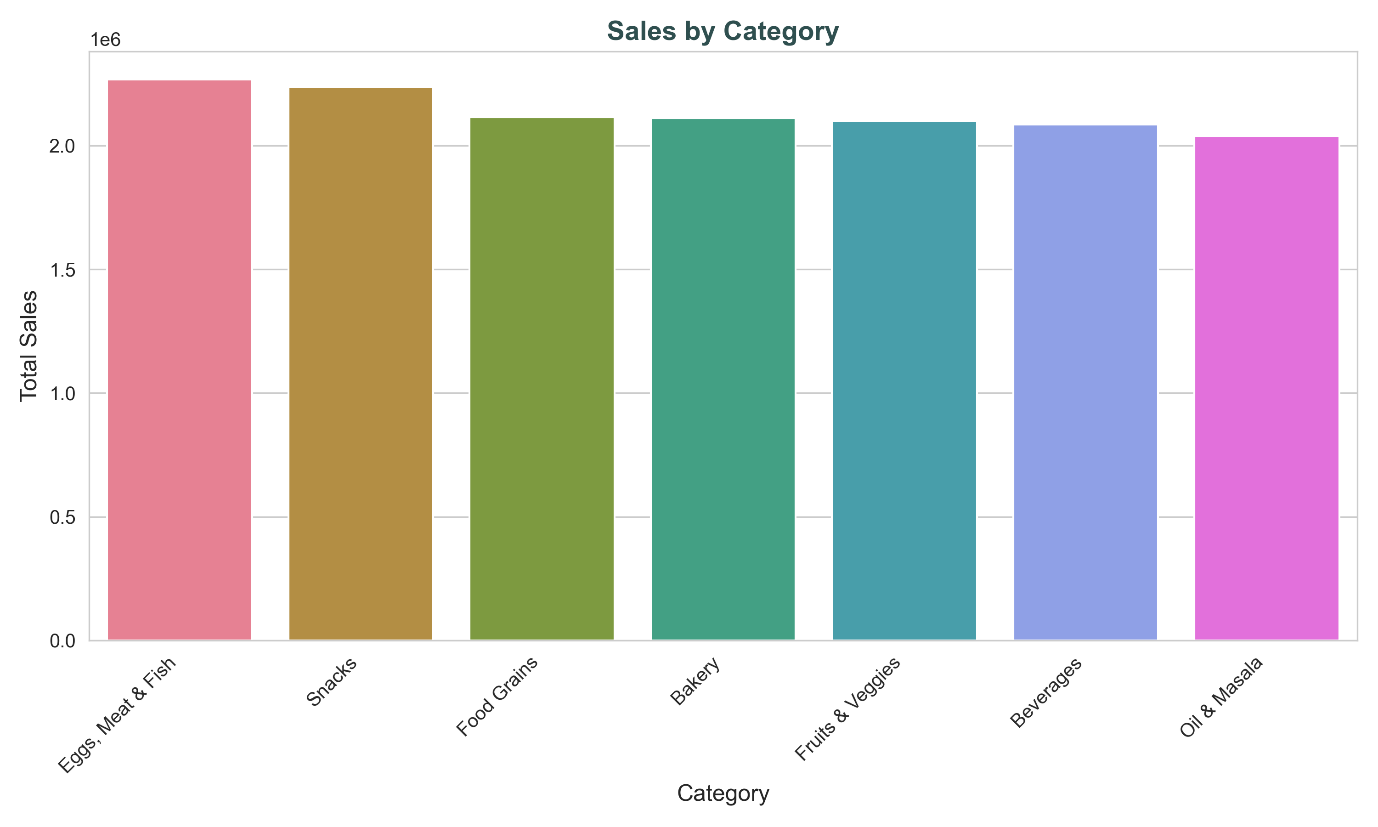 Sales by Category
1e6
2.0
1.5
1.0
0.5
0.0
Total Sales
Eggs, Meat & Fish
Snacks
Food Grains
Bakery
Fruits & Veggies
Beverages
Oil & Masala
Category